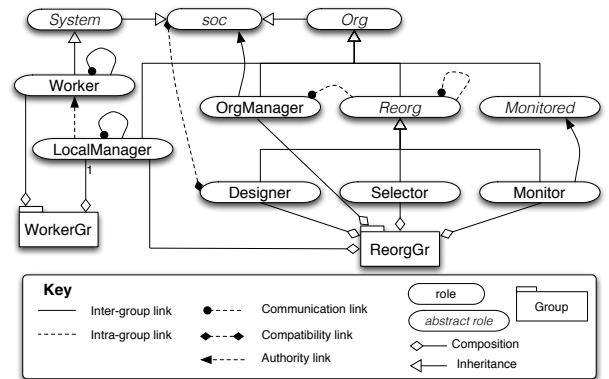 System
soc
Org
Worker
OrgManager
Reorg
Monitored
LocalManager
1
Designer
Selector
Monitor
WorkerGr
ReorgGr
Key
Inter-group link
Intra-group link
Communication link
Compatibility link
Authority link
role
abstract role
Composition
Inheritance
Group